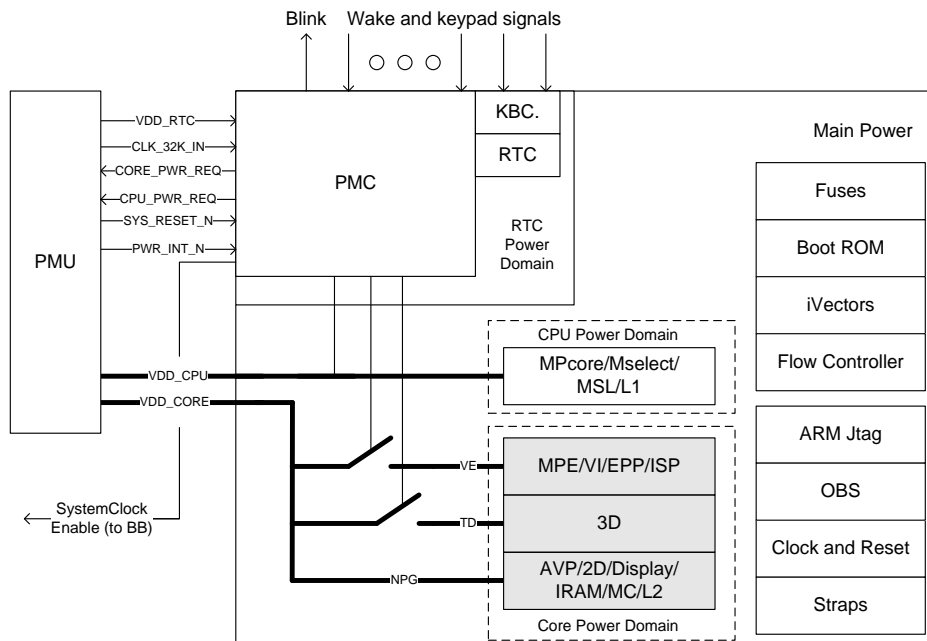 Blink
Wake and keypad signals
KBC.
RTC
PMC
RTC
Power
Domain
Main Power
PMU
VDD_RTC
CLK_32K_IN
CORE_PWR_REQ
CPU_PWR_REQ
SYS_RESET_N
PWR_INT_N
Fuses
Boot ROM
iVectors
Flow Controller
CPU Power Domain
MPcore/Mselect/
MSL/L1
VDD_CPU
VDD_CORE
ARM Jtag
OBS
Clock and Reset
Straps
VE
MPE/VI/EPP/ISP
TD
3D
NPG
AVP/2D/Display/
IRAM/MC/L2
Core Power Domain
SystemClock
Enable (to BB)